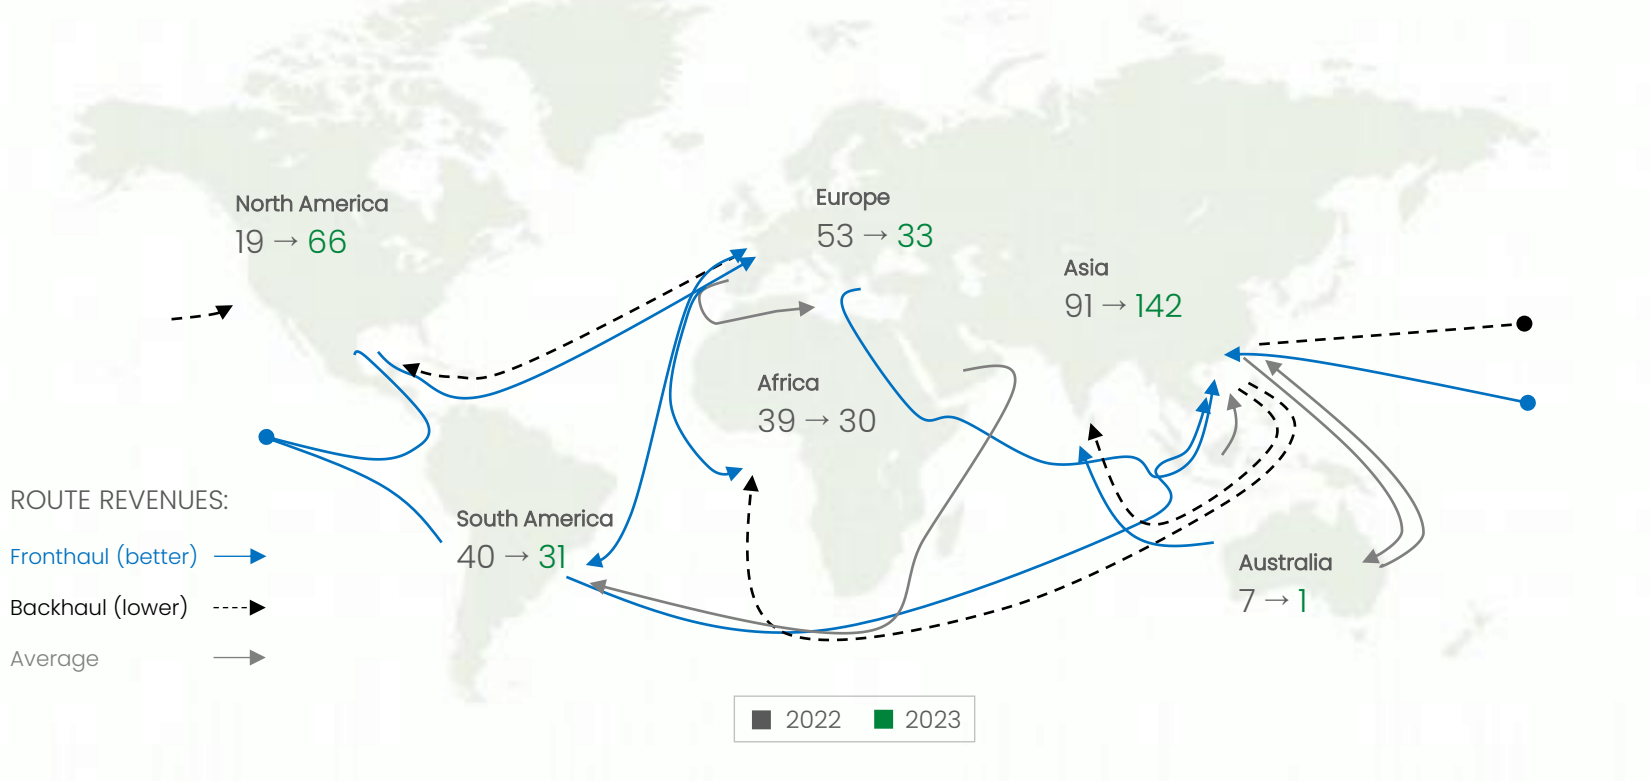 North America
19 → 66
Europe
53 → 33
Asia
91 → 142
Africa
39 → 30
ROUTE REVENUES:
Fronthaul (better)
Backhaul (lower)
Average
South America
40 → 31
Australia
7 → 1
2022 2023